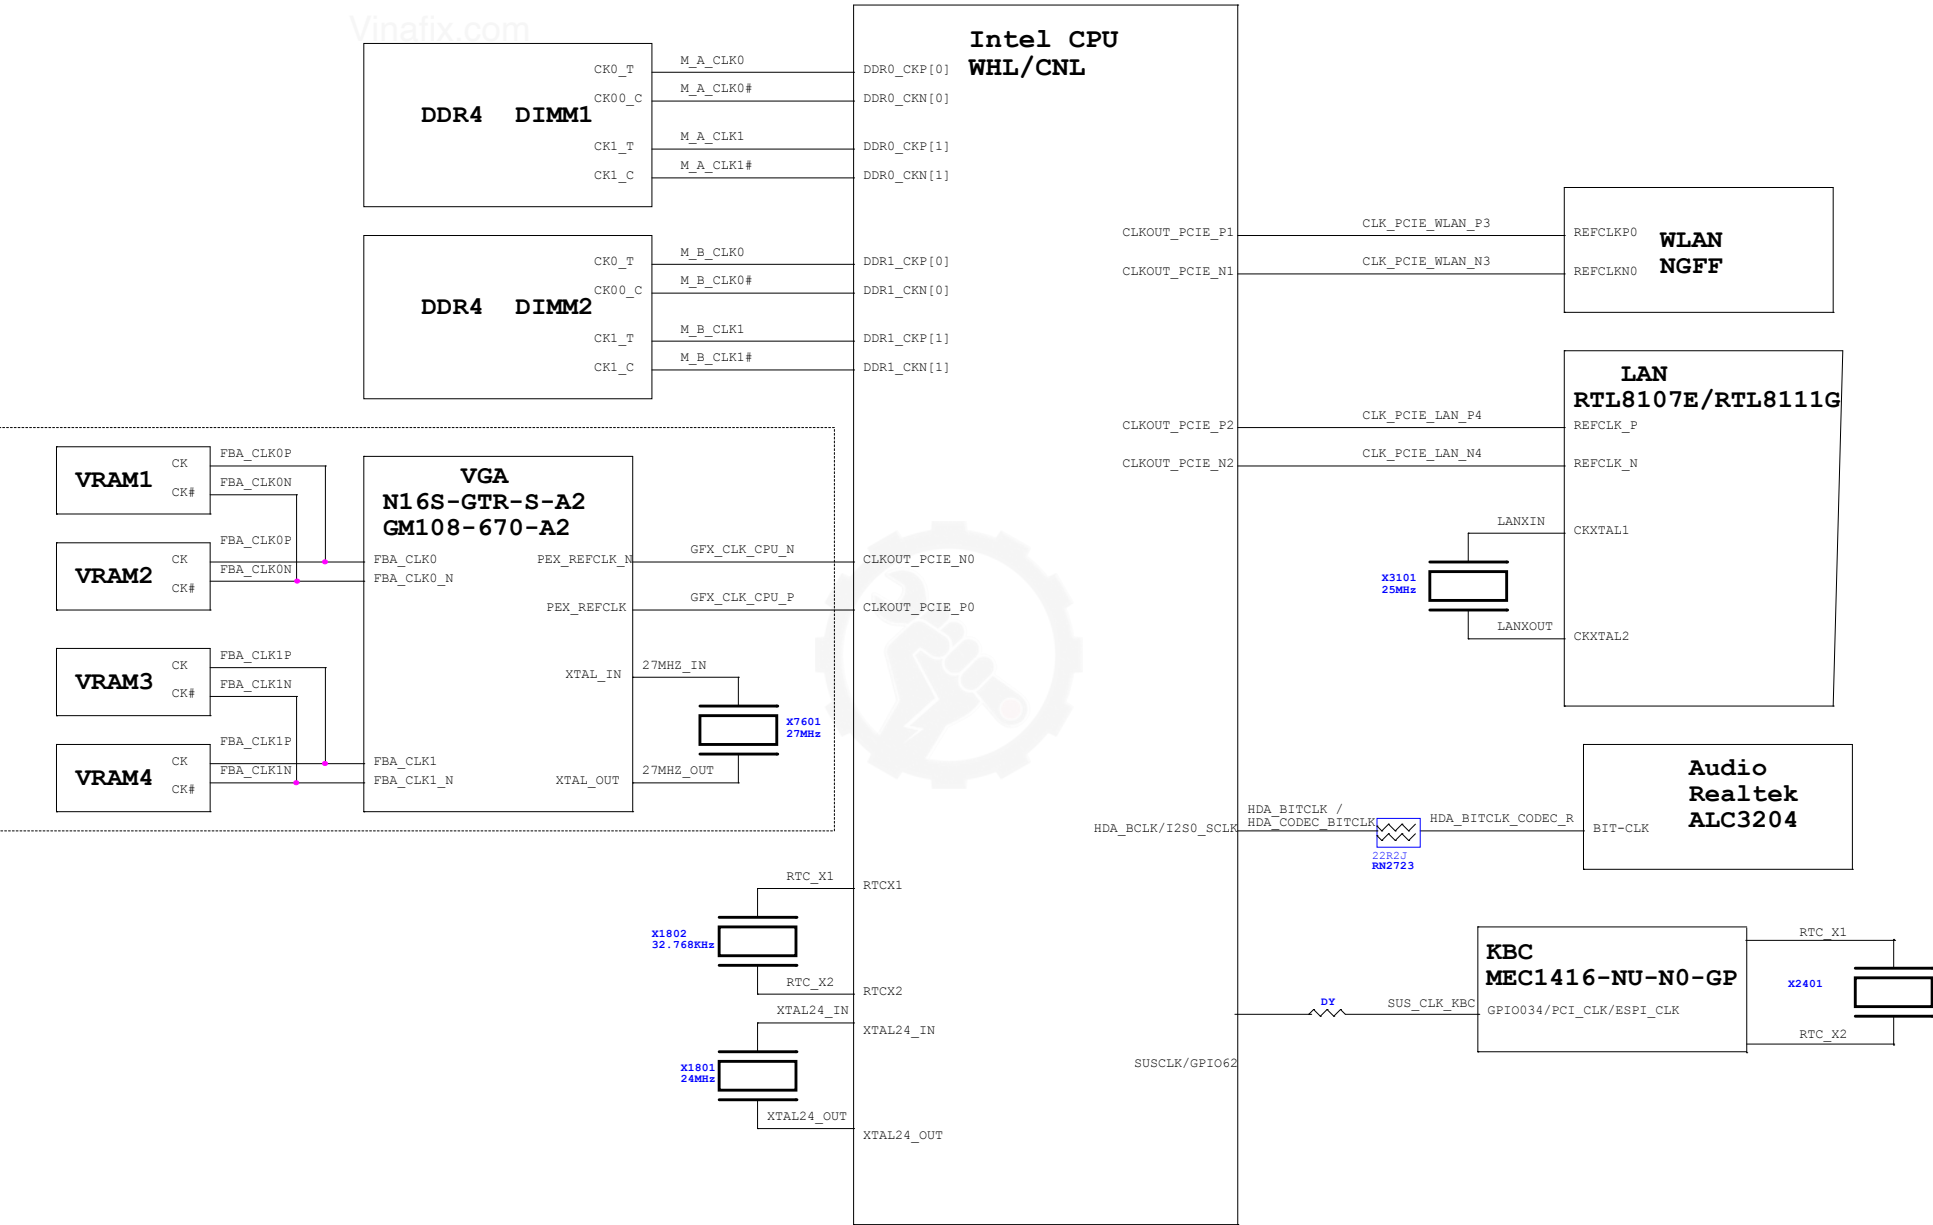 Vinafix.com
Intel CPU
WHL/CNL
DDR4 DIMM1
CK0_T
M_A_CLK0
DDR0_CKP[0]
CK00_C
M_A_CLK0#
DDR0_CKN[0]
CK1_T
M_A_CLK1
DDR0_CKP[1]
CK1_C
M_A_CLK1#
DDR0_CKN[1]
DDR4 DIMM2
CK0_T
M_B_CLK0
DDR1_CKP[0]
CK00_C
M_B_CLK0#
DDR1_CKN[0]
CK1_T
M_B_CLK1
DDR1_CKP[1]
CK1_C
M_B_CLK1#
DDR1_CKN[1]
CLKOUT_PCIE_P1
CLK_PCIE_WLAN_P3
REFCLKP0
CLKOUT_PCIE_N1
CLK_PCIE_WLAN_N3
REFCLKN0
WLAN
NGFF
LAN
RTL8107E/RTL8111G
CLKOUT_PCIE_P2
CLK_PCIE_LAN_P4
REFCLK_P
CLKOUT_PCIE_N2
CLK_PCIE_LAN_N4
REFCLK_N
LANXIN
CKXTAL1
X3101
25MHz
LANXOUT
CKXTAL2
VRAM1
CK
FBA_CLK0P
CK#
FBA_CLK0N
VRAM2
CK
FBA_CLK0P
CK#
FBA_CLK0N
VRAM3
CK
FBA_CLK1P
CK#
FBA_CLK1N
VRAM4
CK
FBA_CLK1P
CK#
FBA_CLK1N
VGA
N16S-GTR-S-A2
GM108-670-A2
FBA_CLK0
FBA_CLK0_N
FBA_CLK1
FBA_CLK1_N
PEX_REFCLK_N
GFX_CLK_CPU_N
CLKOUT_PCIE_N0
PEX_REFCLK
GFX_CLK_CPU_P
CLKOUT_PCIE_P0
XTAL_IN
27MHZ_IN
X7601
27MHz
XTAL_OUT
27MHZ_OUT
Audio
Realtek
ALC3204
HDA_BCLK/I2S0_SCLK
HDA_BITCLK /
HDA_CODEC_BITCLK
22R2J
RN2723
HDA_BITCLK_CODEC_R
BIT-CLK
RTC_X1
RTCX1
X1802
32.768KHz
RTC_X2
RTCX2
XTAL24_IN
XTAL24_IN
X1801
24MHz
XTAL24_OUT
XTAL24_OUT
KBC
MEC1416-NU-N0-GP
DY
SUS_CLK_KBC
GPIO034/PCI_CLK/ESPI_CLK
SUSCLK/GPIO62
RTC_X1
X2401
RTC_X2